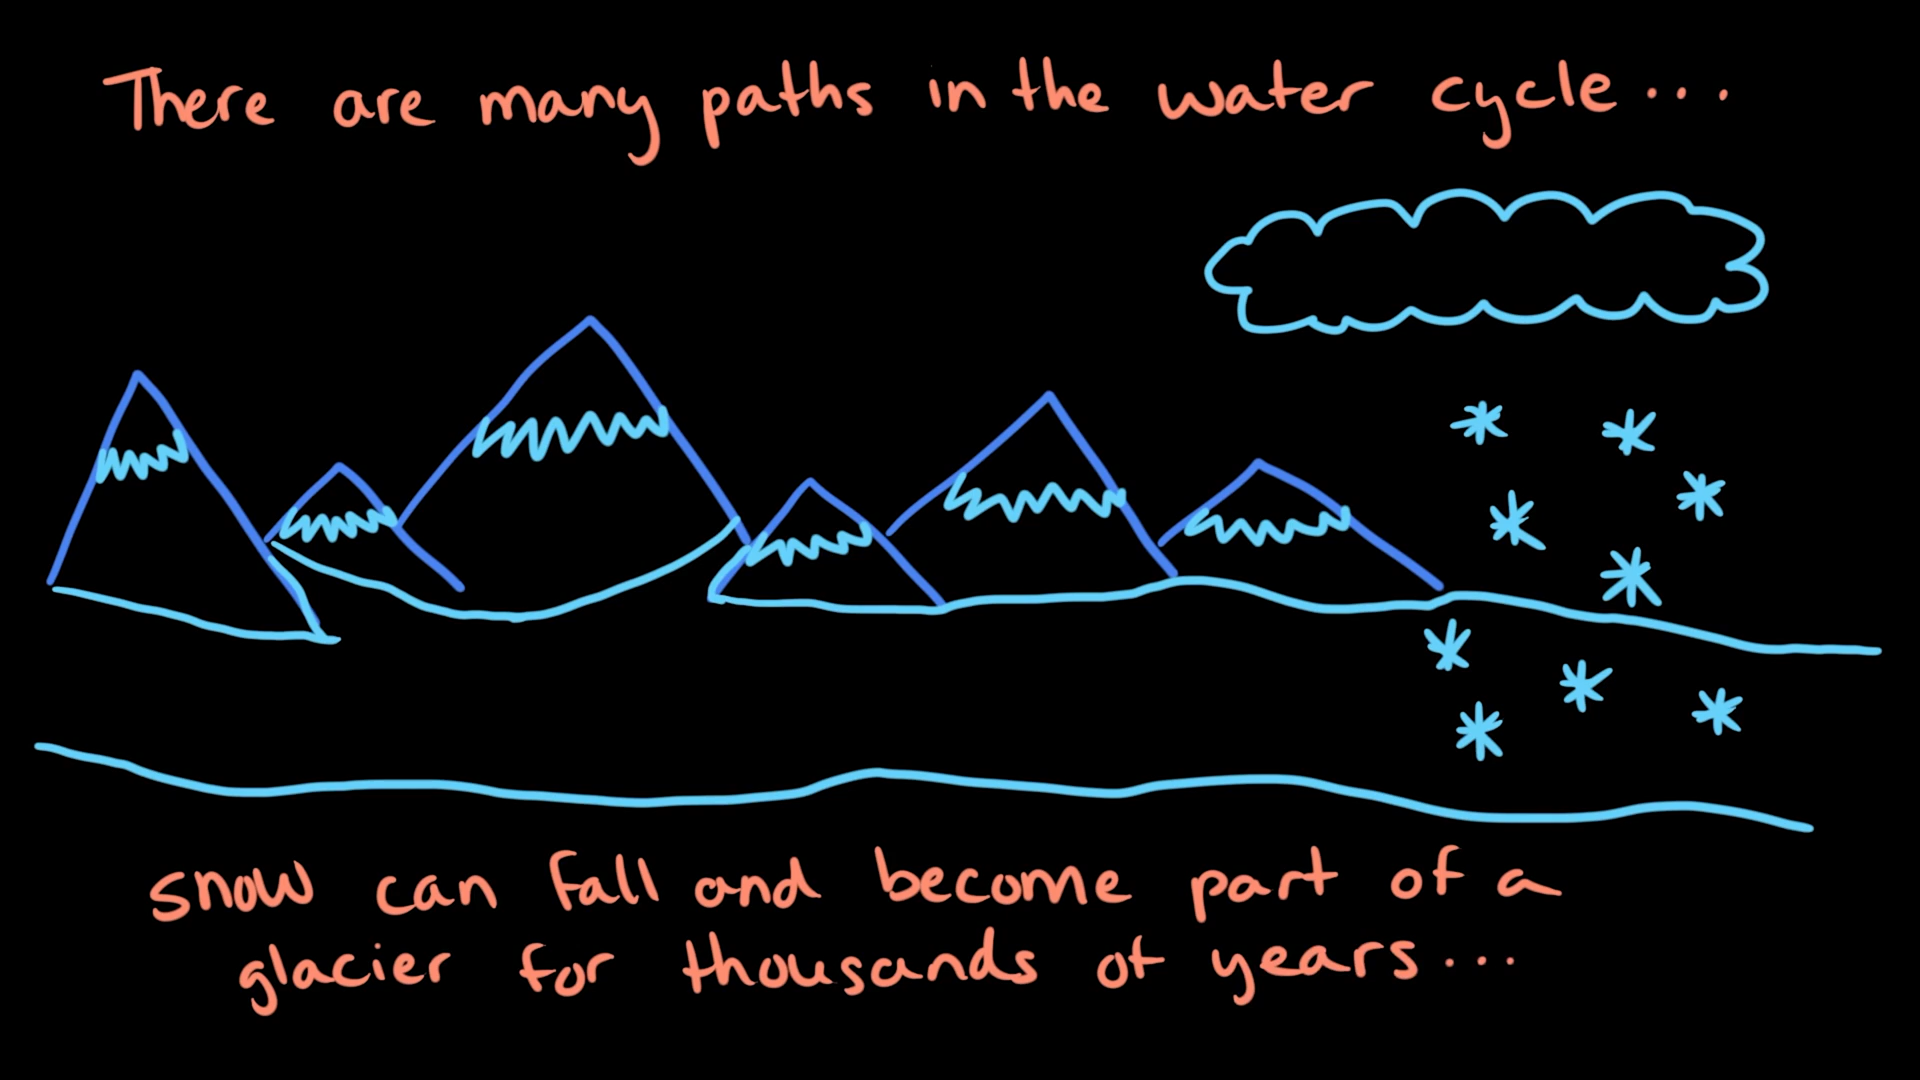 There are many paths in the water cycle...
snow can fall and become part of a
glacier for thousands of years...